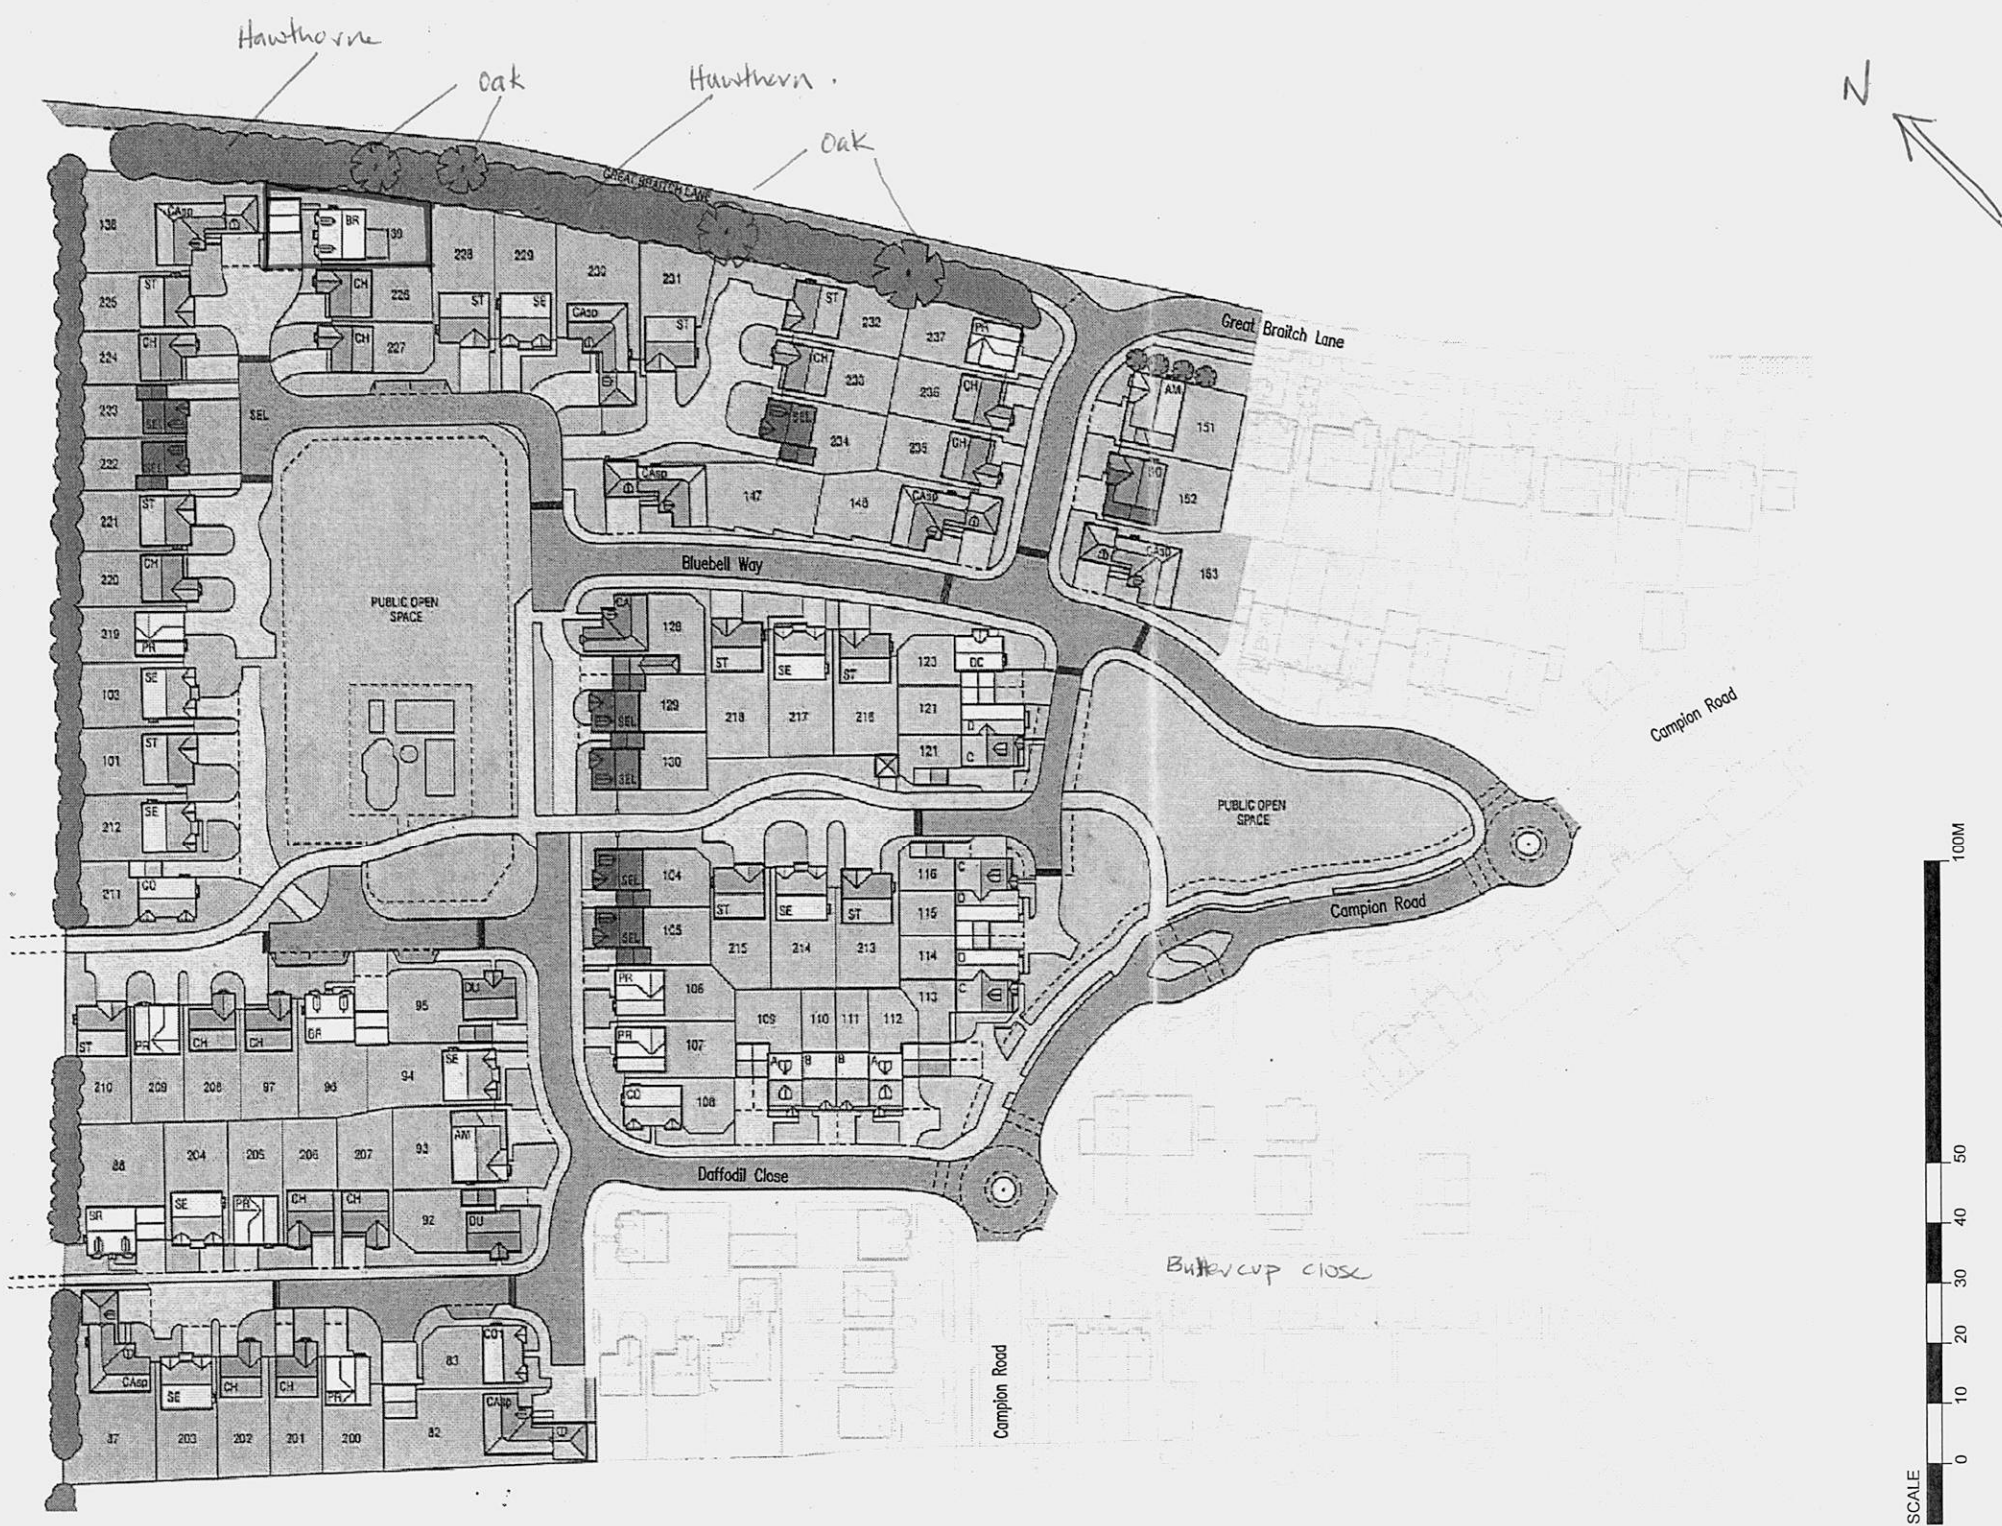 Hawthorne
Oak
Hawthern .
Oak
N
GREAT BRAITCH LANE
138
CAsp
BR
139
228
229
230
231
225
ST
CH
226
ST
SE
CAsp
ST
ST
232
237
PR
Great Braitch Lane
224
CH
CH
227
CH
233
236
CH
AM
151
223
SEL
SEL
SEL
234
235
CH
222
SEL
CAsp
147
148
CAsp
152
221
ST
Bluebell Way
CAsp
153
220
CH
PUBLIC OPEN
SPACE
CA
128
219
PR
ST
SE
ST
123
DC
103
SE
129
SEL
218
217
216
121
D
Campion Road
101
ST
130
SEL
121
C
212
SE
PUBLIC OPEN
SPACE
211
CO
SEL
104
ST
SE
ST
116
C
115
D
Campion Road
SEL
105
215
214
213
114
D
95
DU
PR
106
113
C
ST
PR
CH
CH
BR
109
110
111
112
210
209
208
97
96
94
SE
PR
107
A
B
B
A
CO
108
88
204
205
206
207
93
AM
Daffodil Close
BR
SE
PR
CH
CH
92
DU
Buttercup close
CAsp
SE
CH
CH
PR
83
CO1
87
203
202
201
200
82
CAsp
Campion Road
SCALE
0
10
20
30
40
50
100M